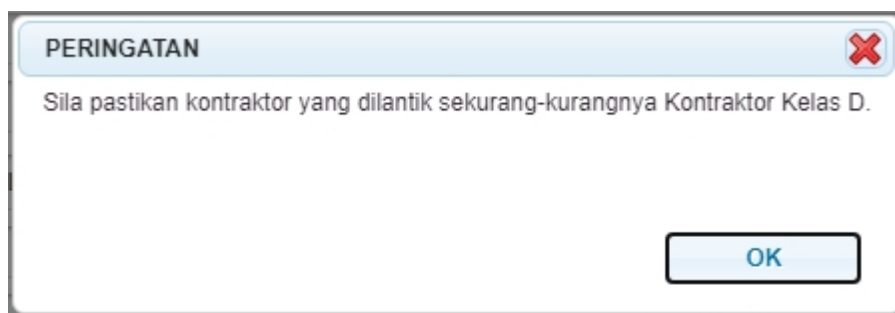 PERINGATAN
Sila pastikan kontraktor yang dilantik sekurang-kurangnya Kontraktor Kelas D.
OK